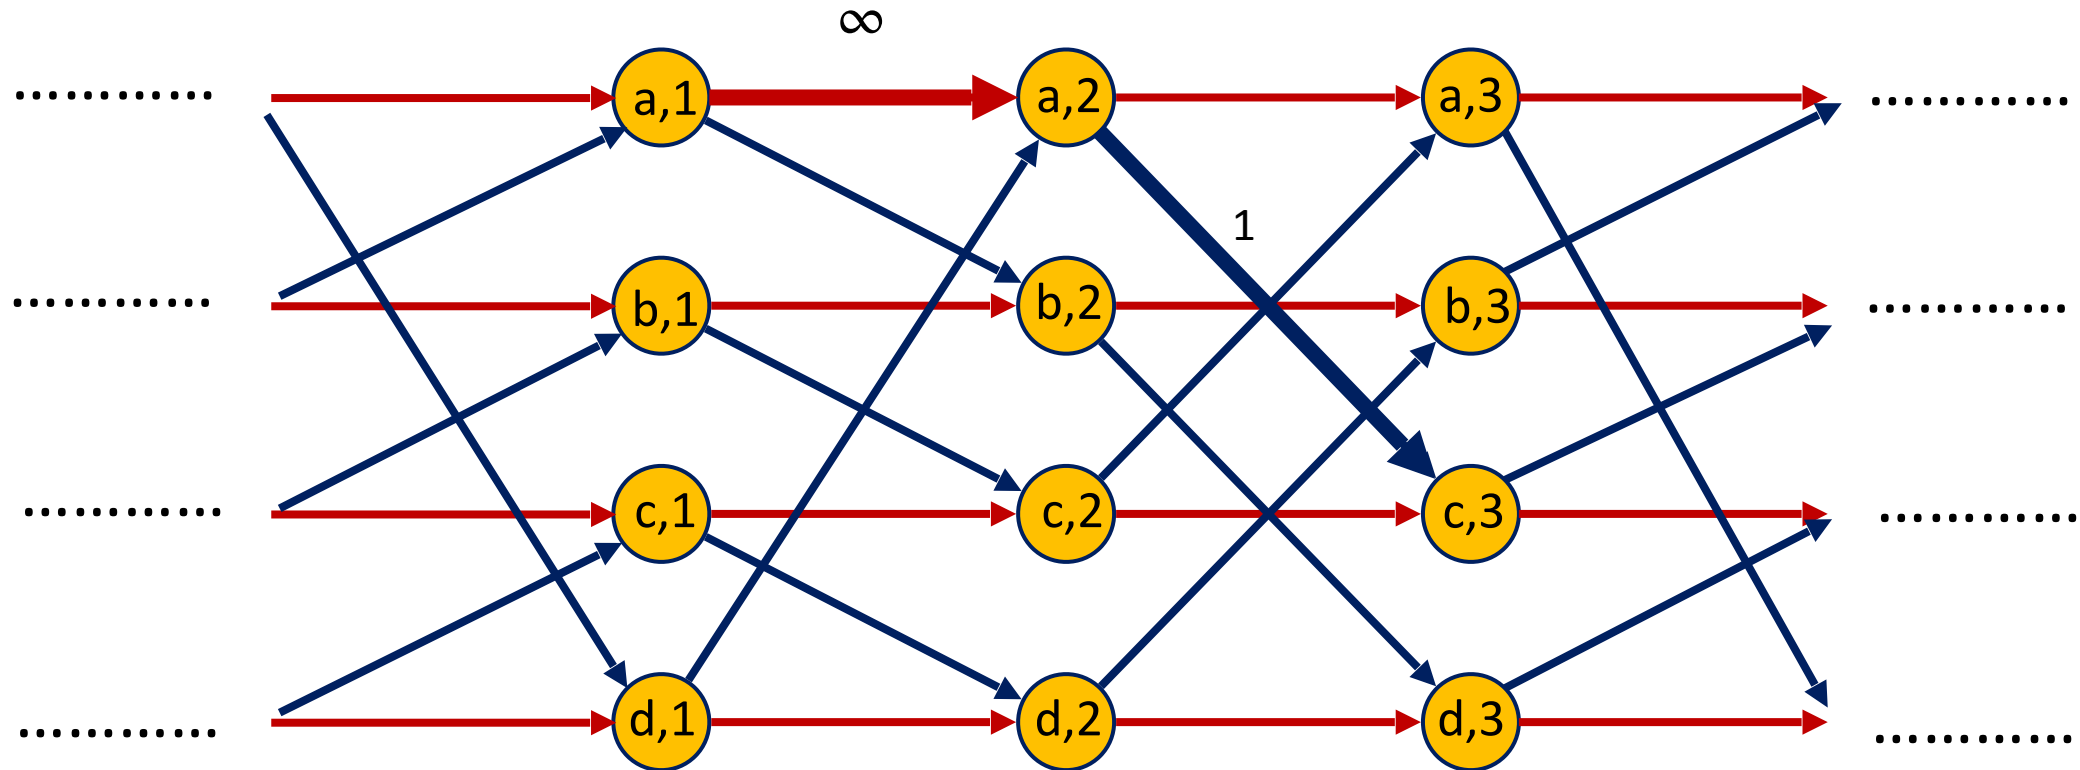 ∞
............ a,1 a,2 a,3 ............
1
............ b,1 b,2 b,3 ............
............ c,1 c,2 c,3 ............
............ d,1 d,2 d,3 ............